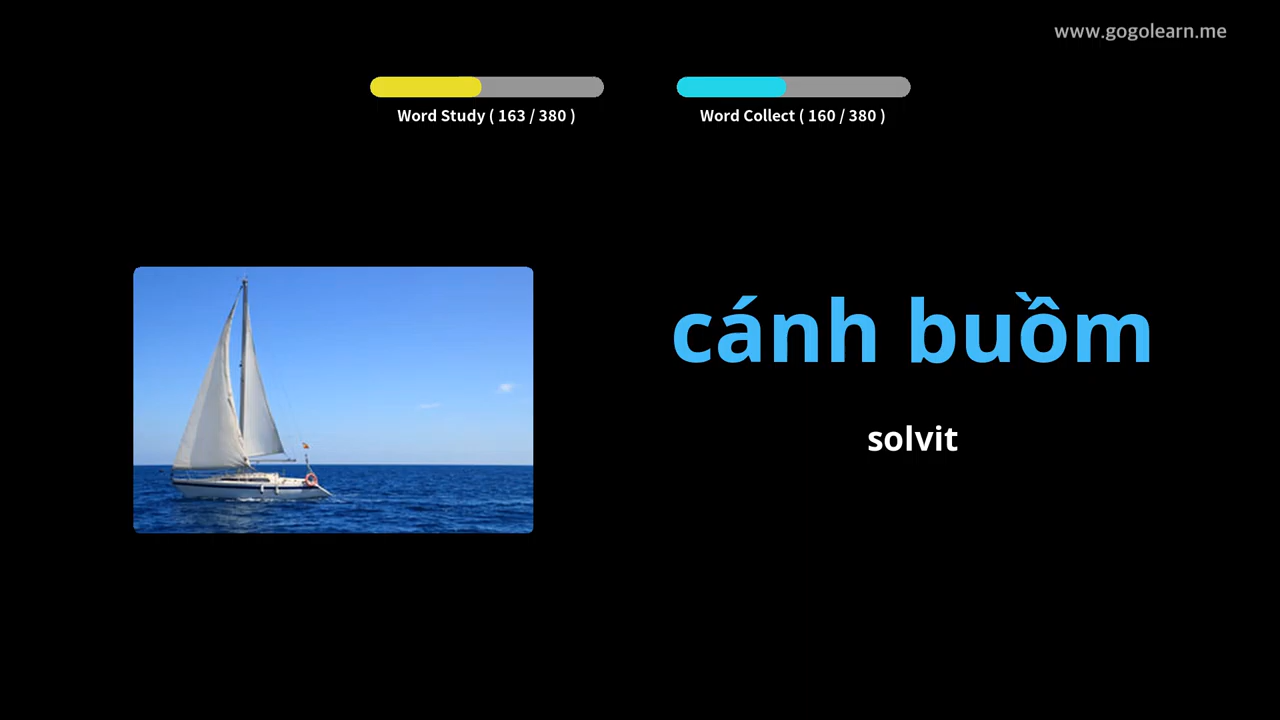 www.gogolearn.me
Word Study ( 163 / 380 )
Word Collect ( 160 / 380 )
cánh buồm
solvit